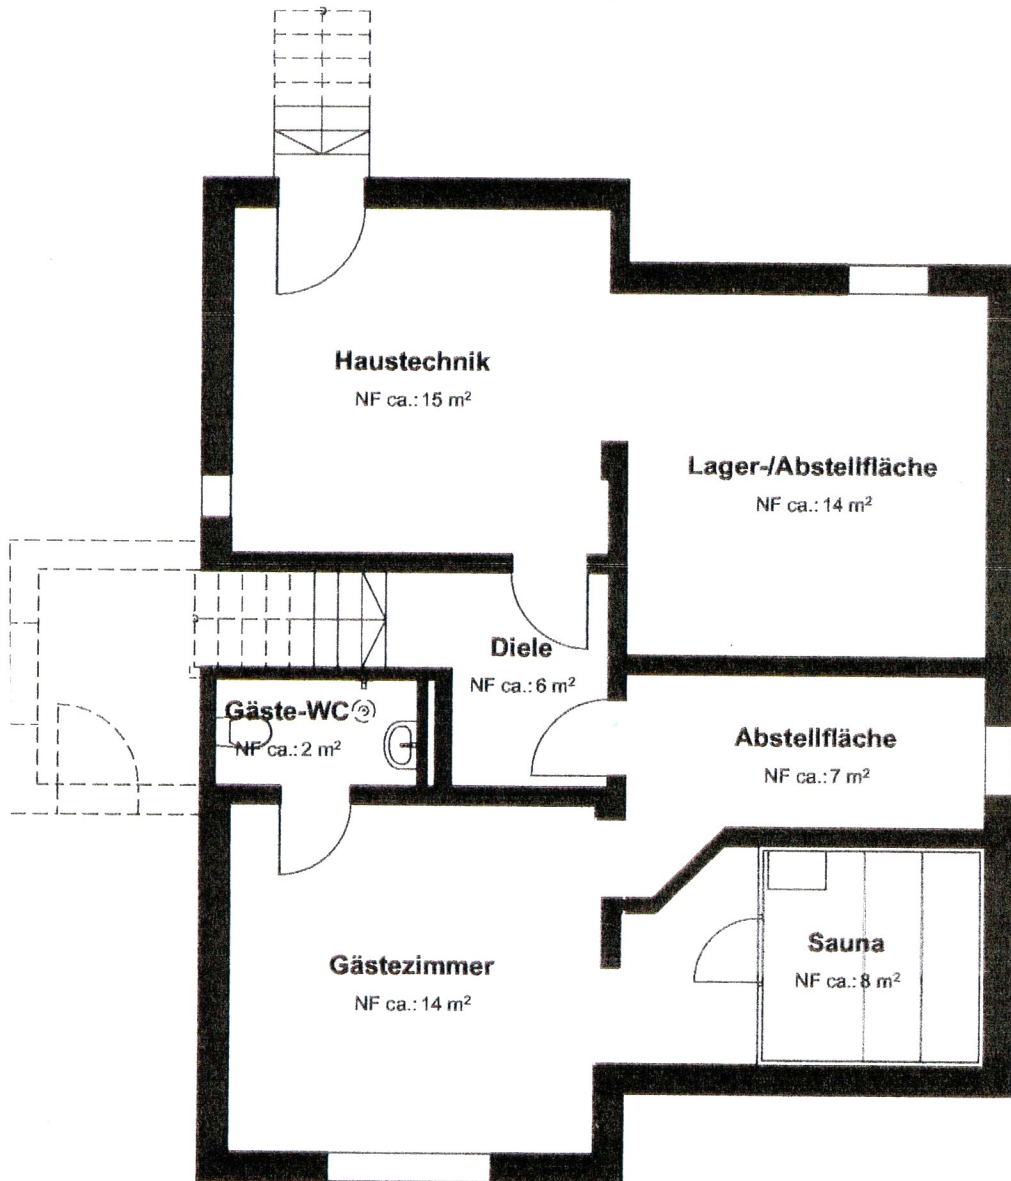 Haustechnik
NF ca.: 15 m²
Lager-/Abstellfläche
NF ca.: 14 m²
Diele
NF ca.: 6 m²
Gäste-WC
NF ca.: 2 m²
Abstellfläche
NF ca.: 7 m²
Sauna
NF ca.: 8 m²
Gästezimmer
NF ca.: 14 m²